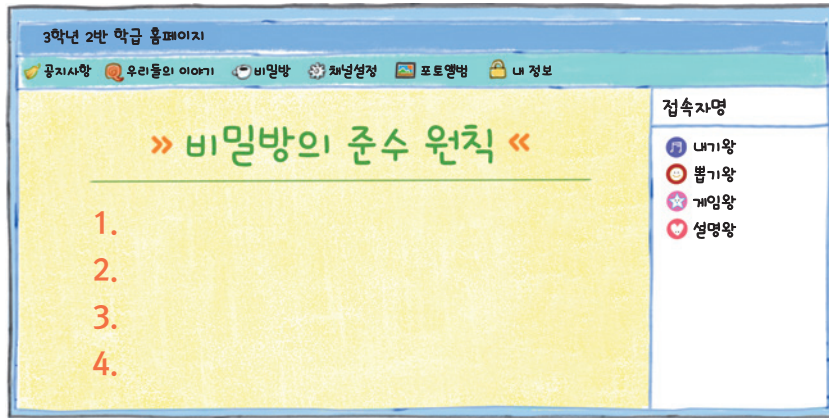 3학년 2반 학급 홈페이지
공지사항 우리들의 이야기 비밀방 채널설정 포토앨범 내 정보
» 비밀방의 준수 원칙 «
1.
2.
3.
4.
접속자명
내기왕
뽑기왕
게임왕
설명왕